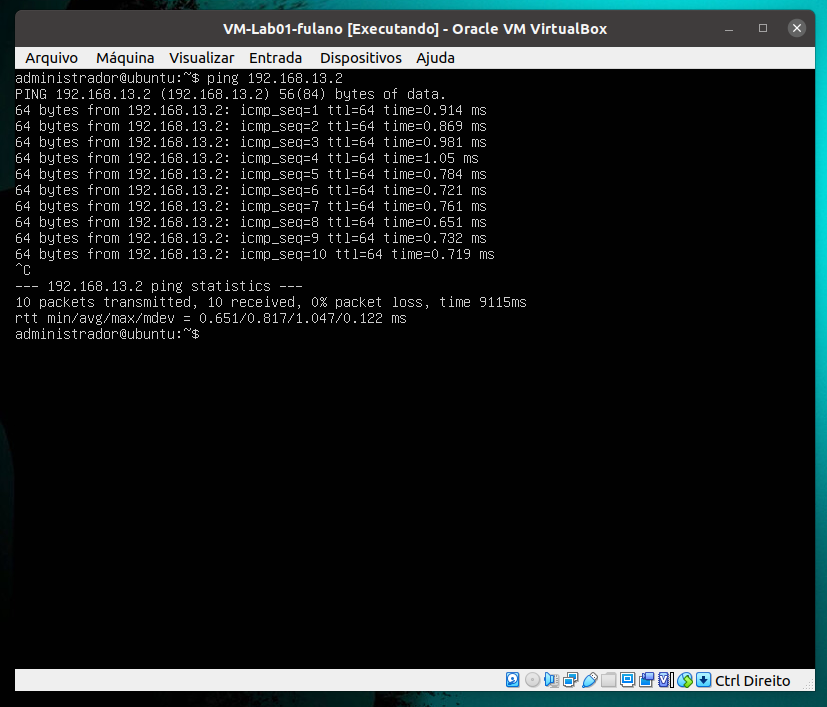 VM-Lab01-fulano [Executando] - Oracle VM VirtualBox
Arquivo Máquina Visualizar Entrada Dispositivos Ajuda
administrador@ubuntu:~$ ping 192.168.13.2
PING 192.168.13.2 (192.168.13.2) 56(84) bytes of data.
64 bytes from 192.168.13.2: icmp_seq=1 ttl=64 time=0.914 ms
64 bytes from 192.168.13.2: icmp_seq=2 ttl=64 time=0.869 ms
64 bytes from 192.168.13.2: icmp_seq=3 ttl=64 time=0.981 ms
64 bytes from 192.168.13.2: icmp_seq=4 ttl=64 time=1.05 ms
64 bytes from 192.168.13.2: icmp_seq=5 ttl=64 time=0.784 ms
64 bytes from 192.168.13.2: icmp_seq=6 ttl=64 time=0.721 ms
64 bytes from 192.168.13.2: icmp_seq=7 ttl=64 time=0.761 ms
64 bytes from 192.168.13.2: icmp_seq=8 ttl=64 time=0.651 ms
64 bytes from 192.168.13.2: icmp_seq=9 ttl=64 time=0.732 ms
64 bytes from 192.168.13.2: icmp_seq=10 ttl=64 time=0.719 ms
^C
--- 192.168.13.2 ping statistics ---
10 packets transmitted, 10 received, 0% packet loss, time 9115ms
rtt min/avg/max/mdev = 0.651/0.817/1.047/0.122 ms
administrador@ubuntu:~$
Ctrl Direito